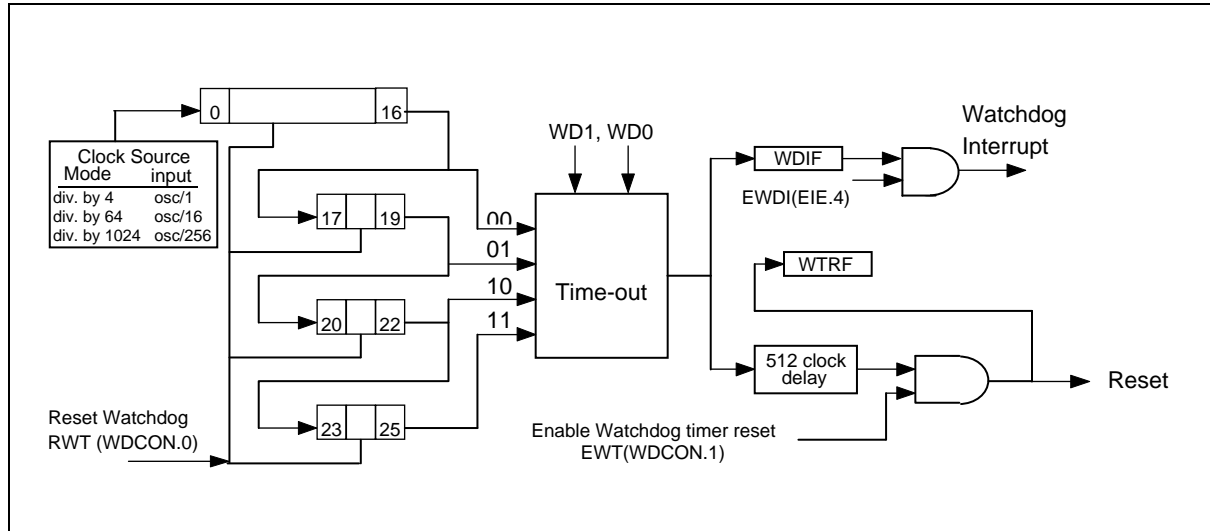 0
16
Clock Source
Mode input
div. by 4 osc/1
div. by 64 osc/16
div. by 1024 osc/256
17
19
20
22
23
25
Reset Watchdog
RWT (WDCON.0)
WD1, WD0
00
01
10
11
Time-out
WDIF
EWDI(EIE.4)
Watchdog
Interrupt
WTRF
512 clock
delay
Enable Watchdog timer reset
EWT(WDCON.1)
Reset